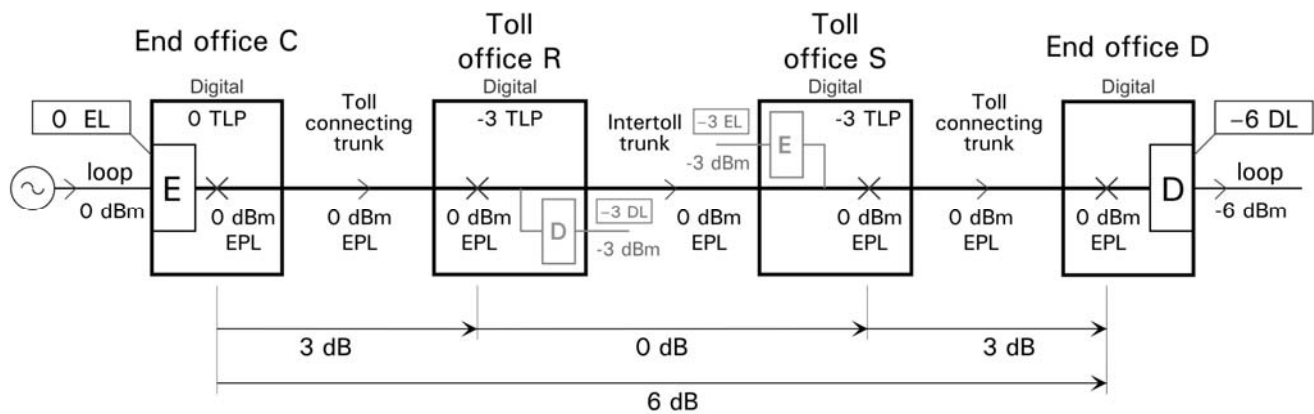 End office C
Toll
office R
Toll
office S
End office D
Digital
Digital
Digital
Digital
0 EL
0 TLP
Toll
connecting
trunk
-3 TLP
Intertoll
trunk
-3 EL
-3 TLP
Toll
connecting
trunk
-6 DL
loop
E
E
-3 dBm
D
loop
0 dBm
0 dBm
EPL
0 dBm
EPL
0 dBm
EPL
D
-3 DL
-3 dBm
0 dBm
EPL
0 dBm
EPL
0 dBm
EPL
0 dBm
EPL
-6 dBm
3 dB
0 dB
3 dB
6 dB